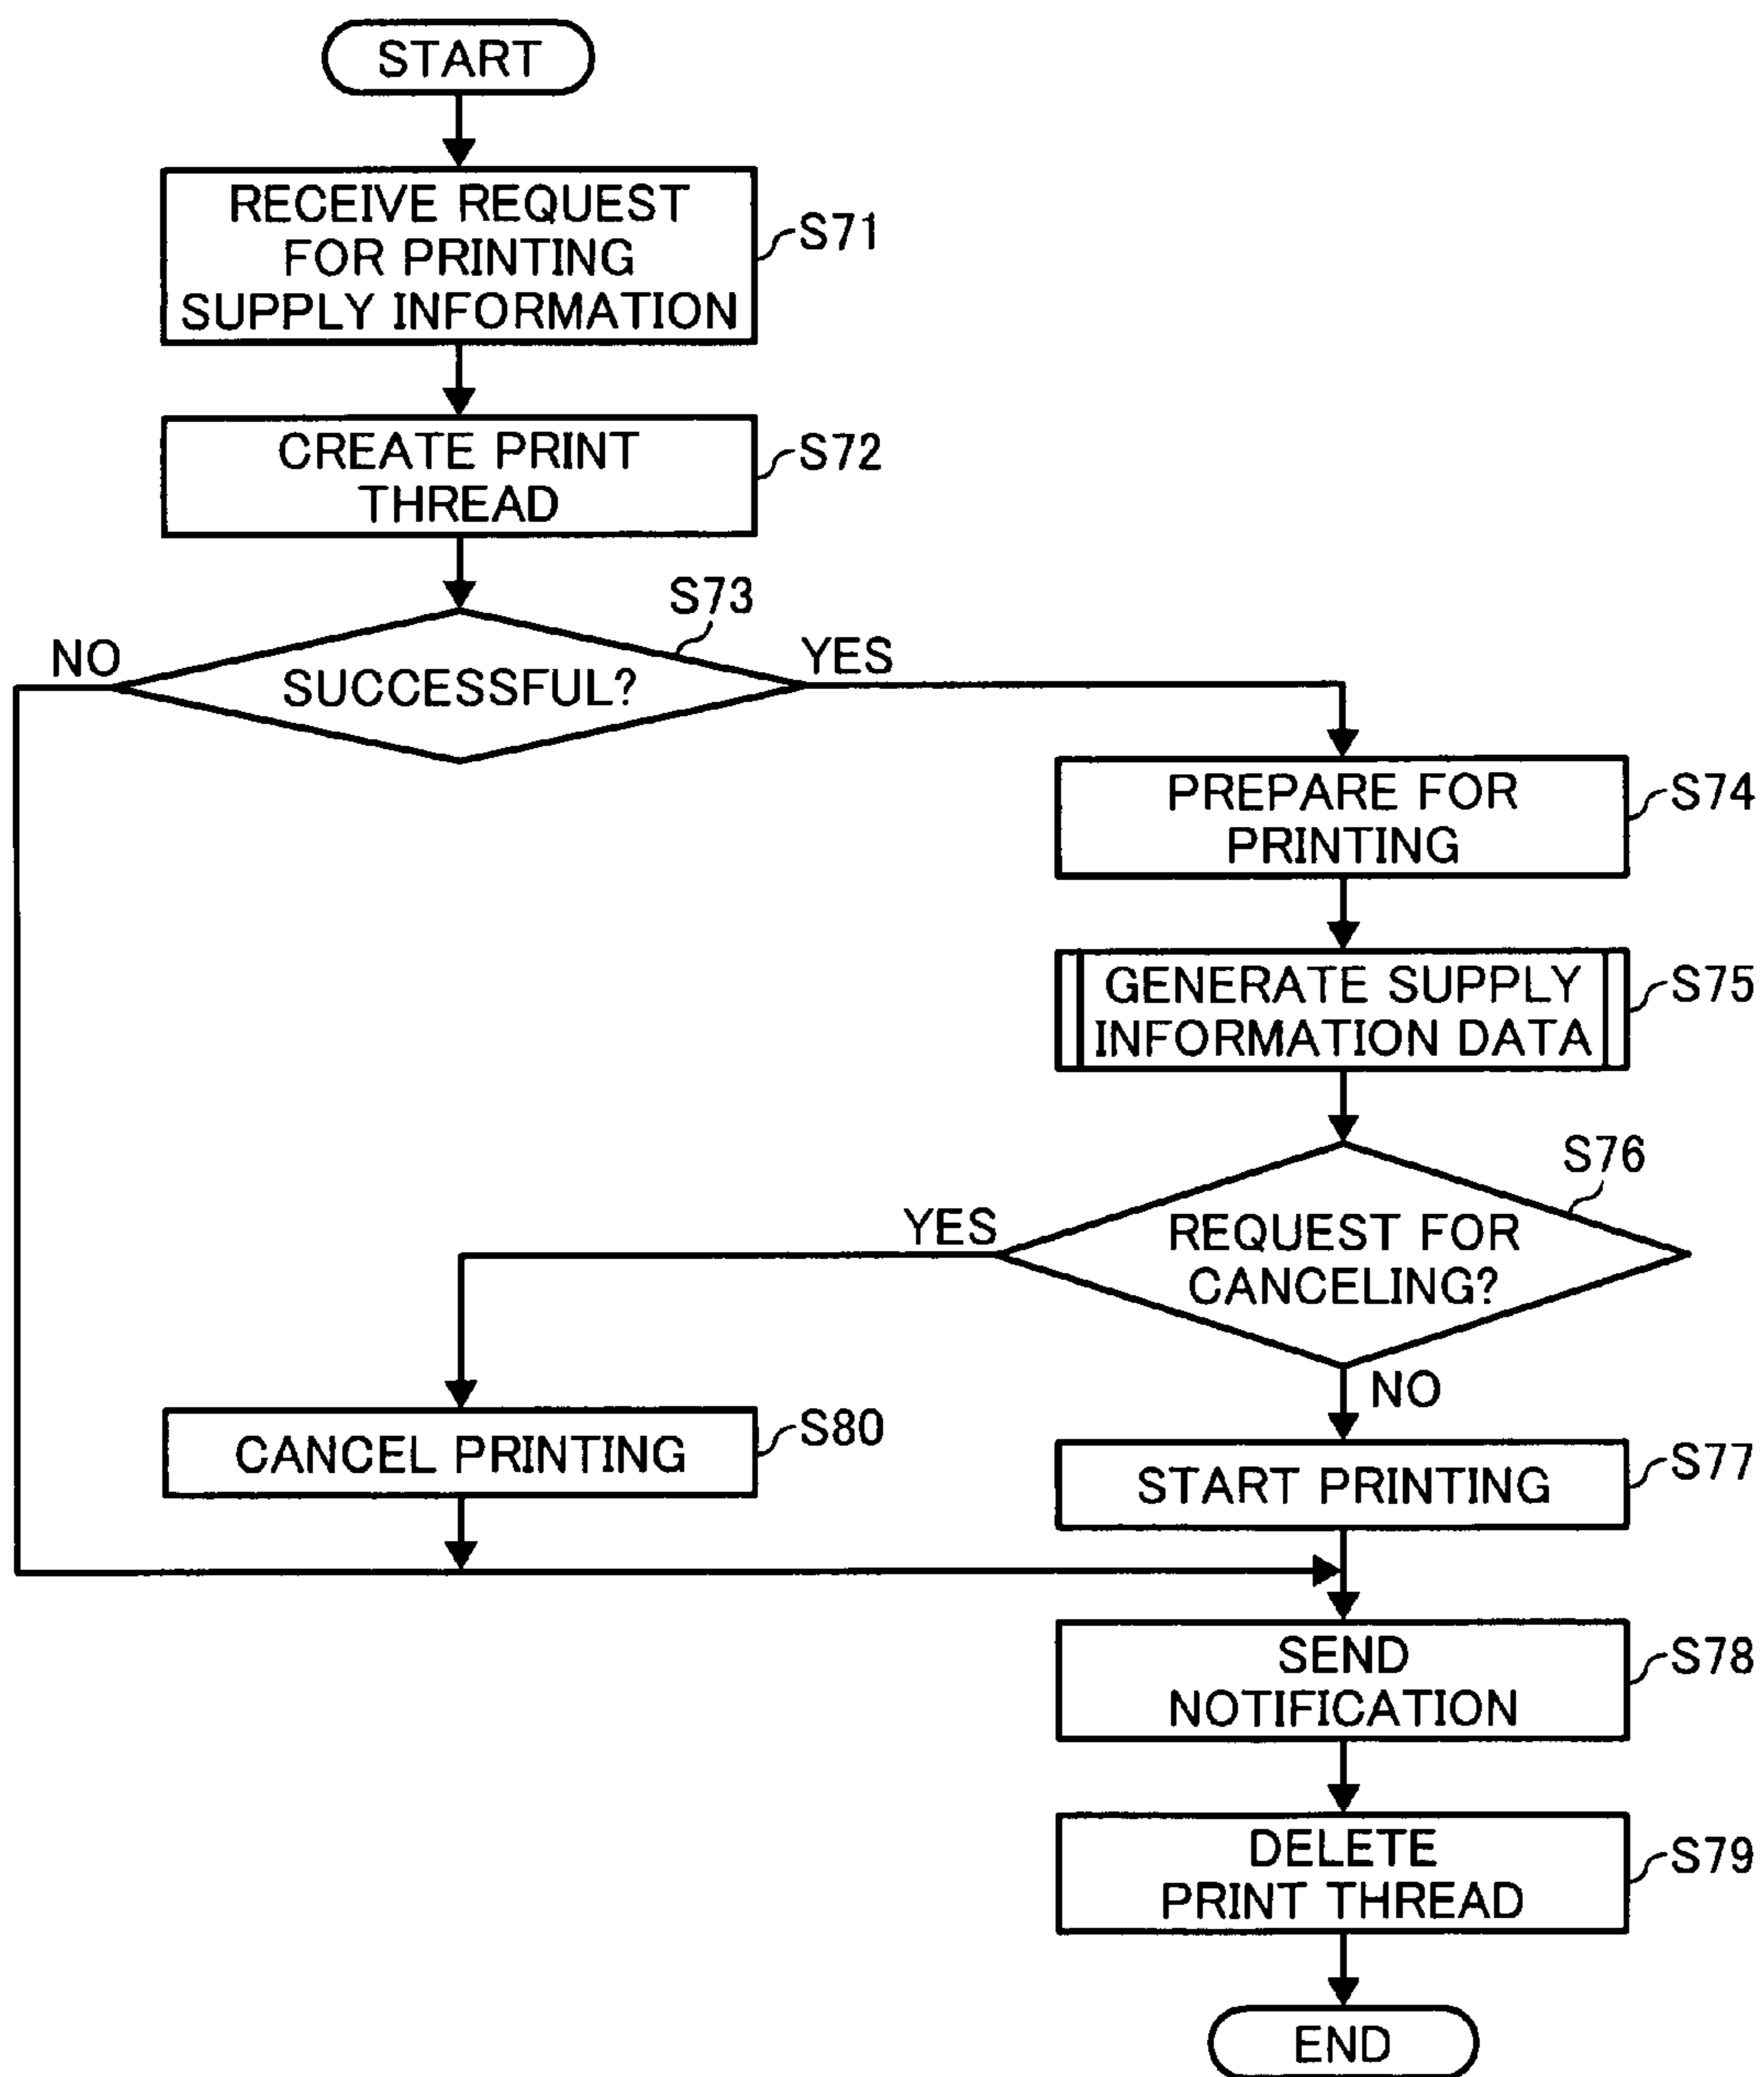 START
RECEIVE REQUEST
FOR PRINTING
SUPPLY INFORMATION
S71
CREATE PRINT
THREAD
S72
S73
NO
SUCCESSFUL?
YES
PREPARE FOR
PRINTING
S74
GENERATE SUPPLY
INFORMATION DATA
S75
S76
YES
REQUEST FOR
CANCELING?
NO
CANCEL PRINTING
S80
START PRINTING
S77
SEND
NOTIFICATION
S78
DELETE
PRINT THREAD
S79
END